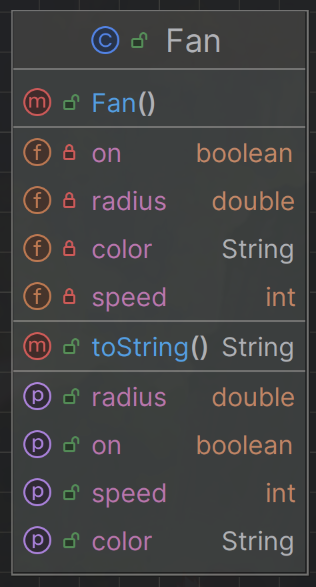 C Fan
m Fan()
f on boolean
f radius double
f color String
f speed int
m toString() String
p radius double
p on boolean
p speed int
p color String